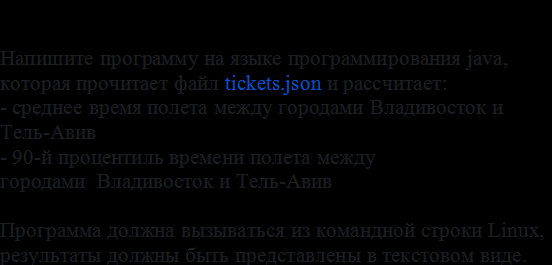 Напишите программу на языке программирования java,
которая прочитает файл tickets.json и рассчитает:
- среднее время полета между городами Владивосток и
Тель-Авив
- 90-й процентиль времени полета между
городами  Владивосток и Тель-Авив
Программа должна вызываться из командной строки Linux,
результаты должны быть представлены в текстовом виде.